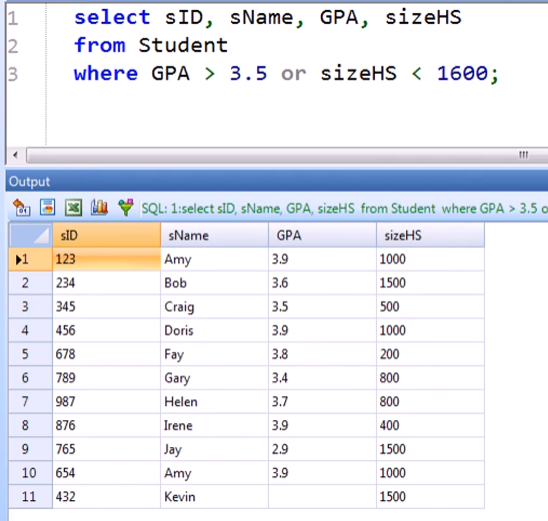 1 select sID, sName, GPA, sizeHS
2 from Student
3 where GPA > 3.5 or sizeHS < 1600;
Output
SQL: 1:select sID, sName, GPA, sizeHS from Student where GPA > 3.5 o
sID sName GPA sizeHS
1 123 Amy 3.9 1000
2 234 Bob 3.6 1500
3 345 Craig 3.5 500
4 456 Doris 3.9 1000
5 678 Fay 3.8 200
6 789 Gary 3.4 800
7 987 Helen 3.7 800
8 876 Irene 3.9 400
9 765 Jay 2.9 1500
10 654 Amy 3.9 1000
11 432 Kevin 1500